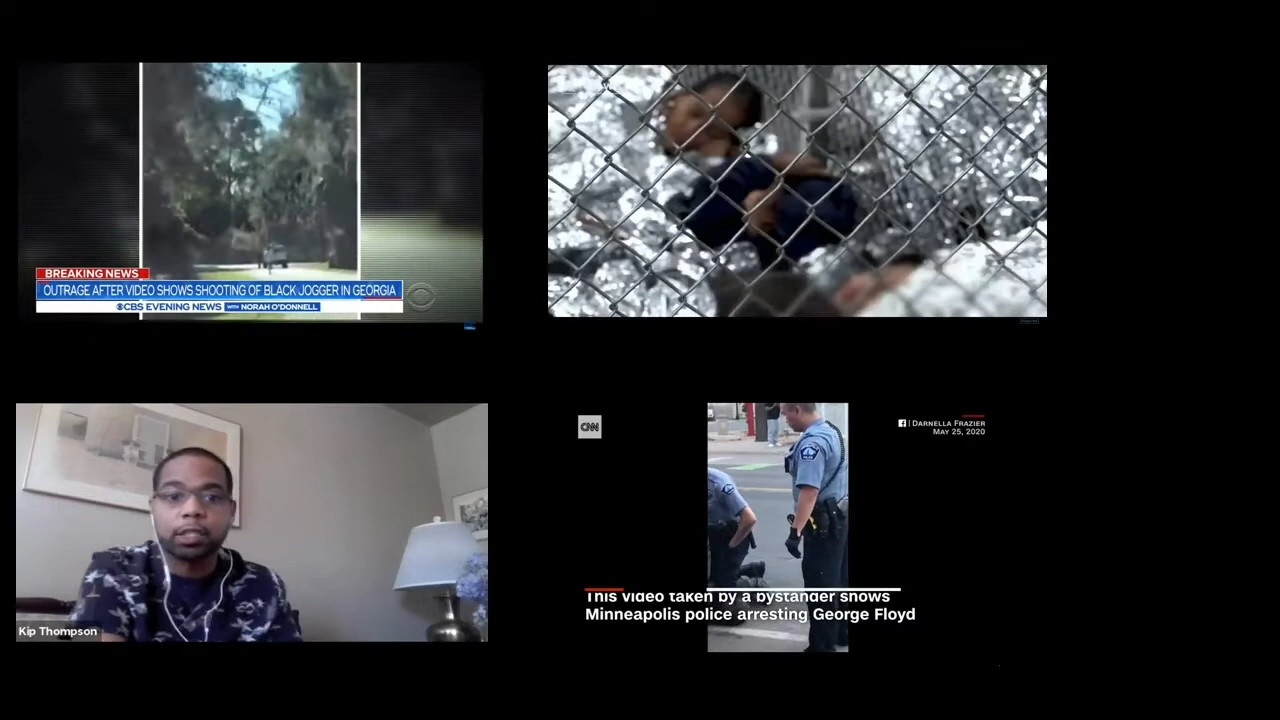 BREAKING NEWS
OUTRAGE AFTER VIDEO SHOWS SHOOTING OF BLACK JOGGER IN GEORGIA
CBS EVENING NEWS WITH NORAH O'DONNELL
Kip Thompson
CNN
f | DARNELLA FRAZIER
MAY 25, 2020
This video taken by a bystander shows
Minneapolis police arresting George Floyd